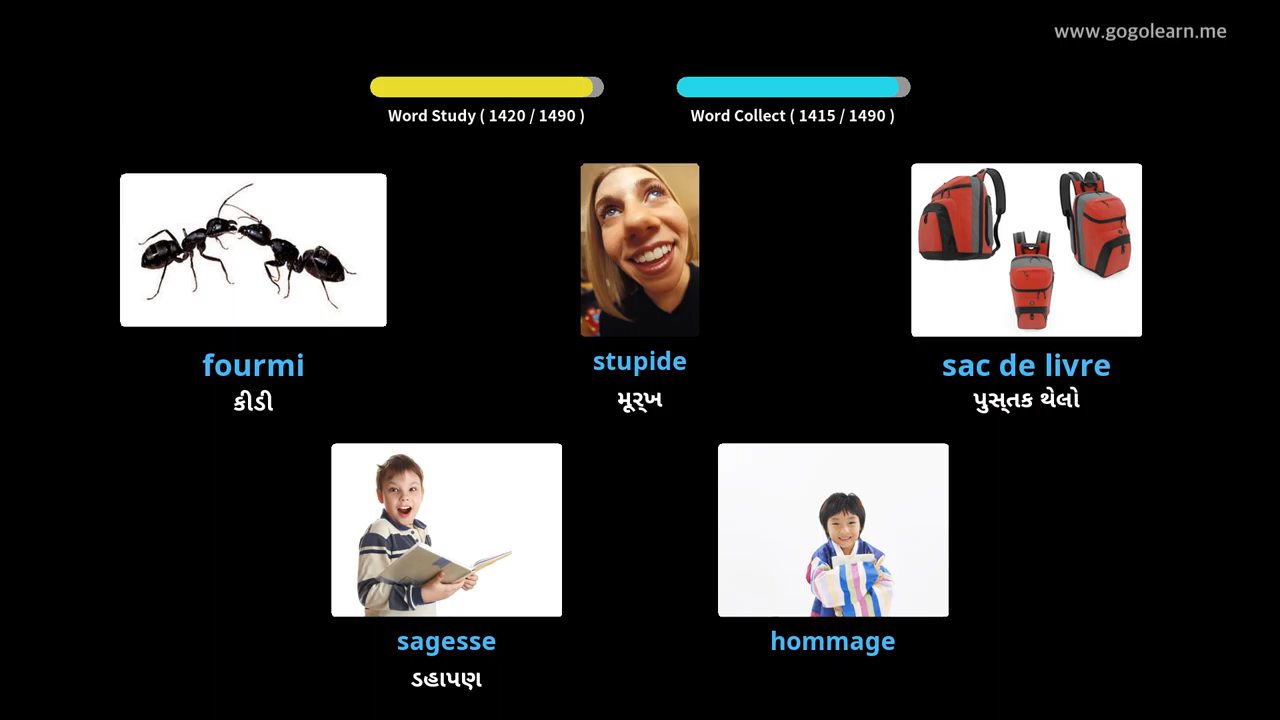 www.gogolearn.me
Word Study ( 1420 / 1490 )
Word Collect ( 1415 / 1490 )
fourmi
કીડી
stupide
મૂર્ખ
sac de livre
પુસ્તક થેલો
sagesse
ડહાપણ
hommage